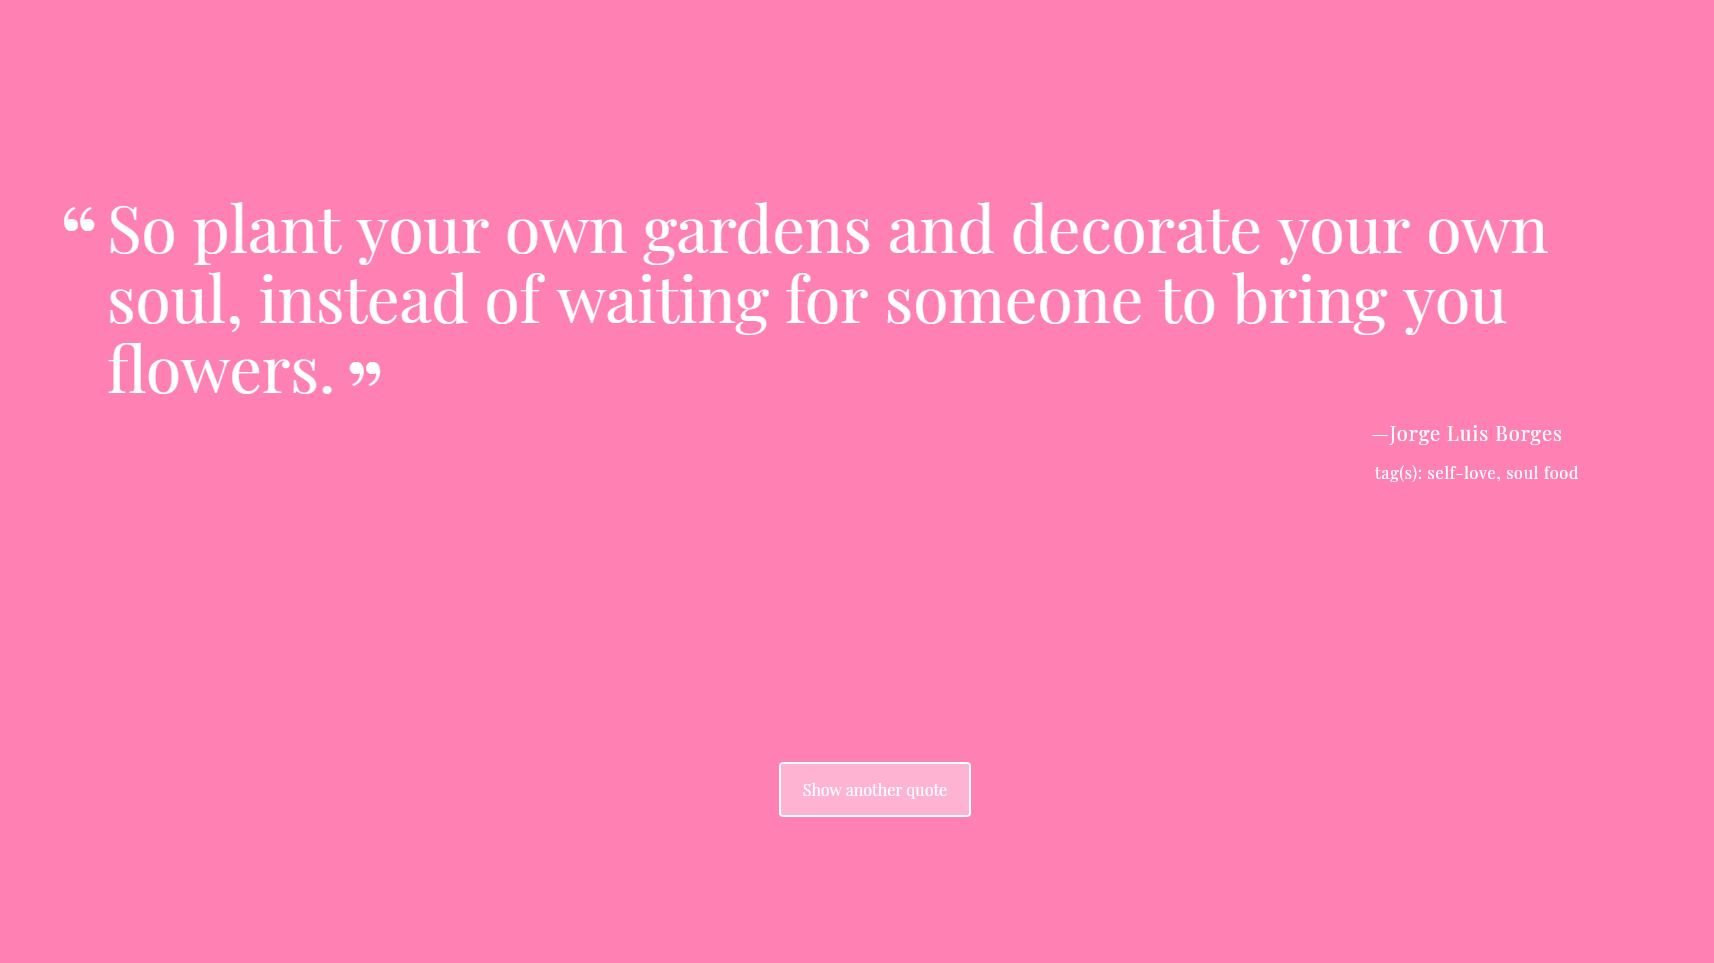 “So plant your own gardens and decorate your own
soul, instead of waiting for someone to bring you
flowers.”
—Jorge Luis Borges
tag(s): self-love, soul food
Show another quote